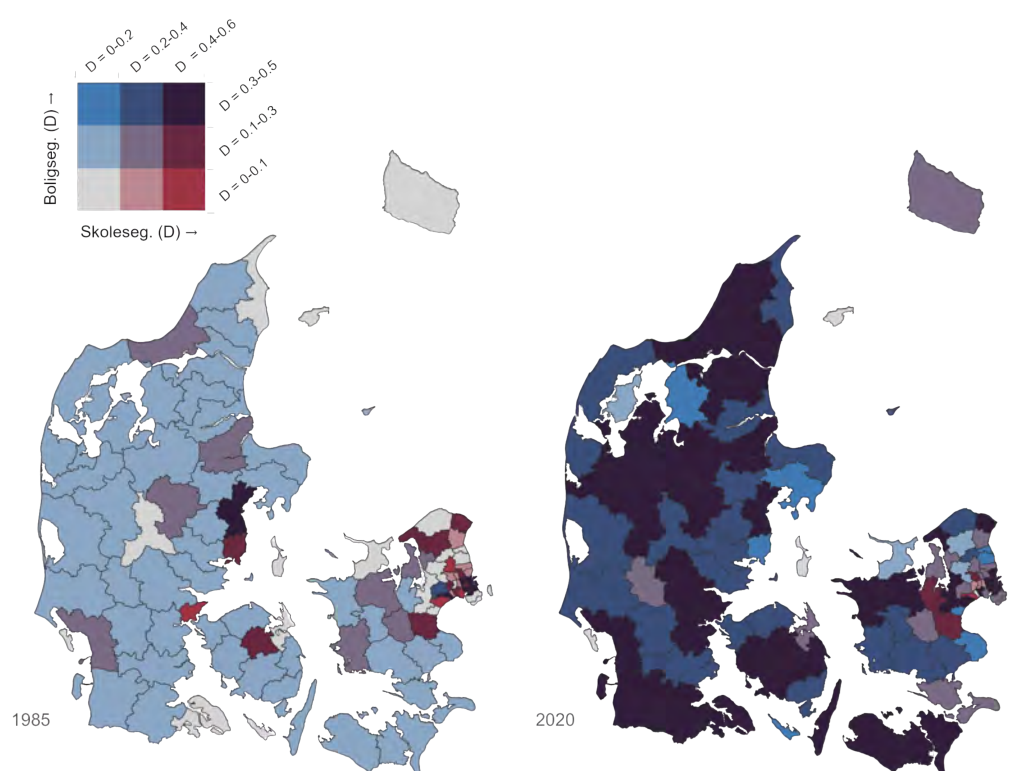 D = 0-0.2
D = 0.2-0.4
D = 0.4-0.6
D = 0.3-0.5
D = 0.1-0.3
D = 0-0.1
Boligseg. (D) →
Skoleseg. (D) →
1985
2020